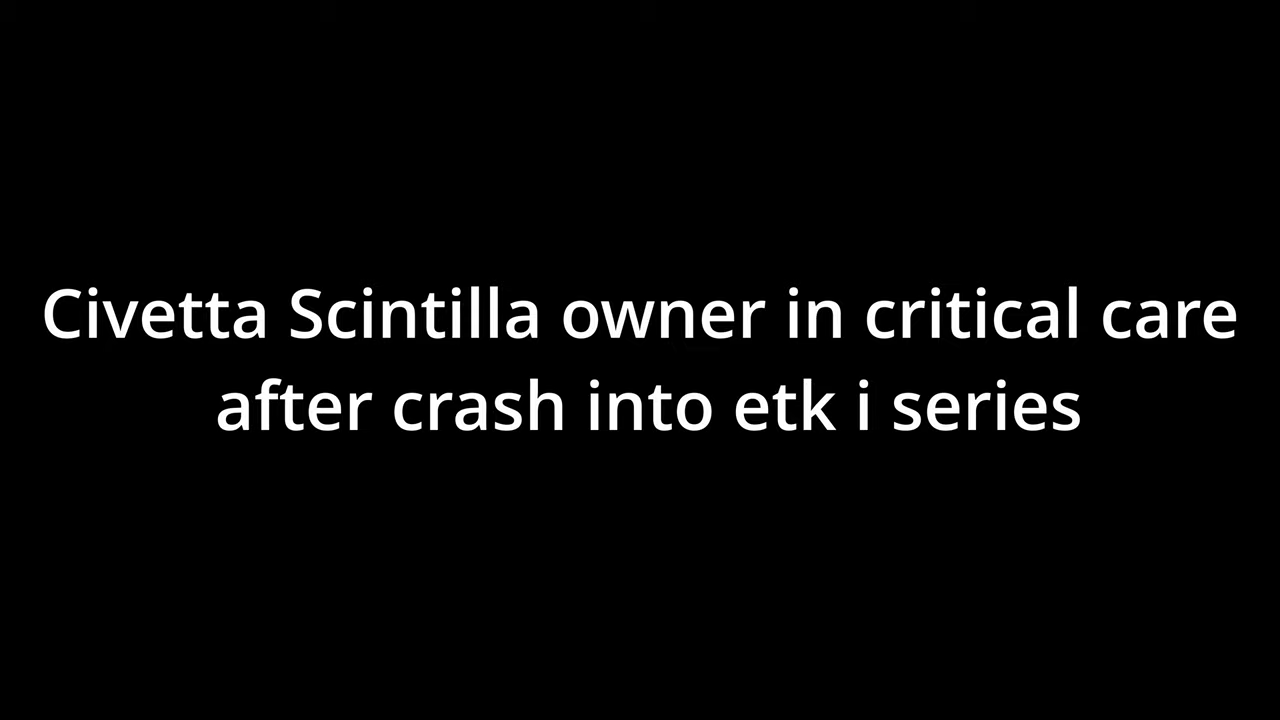 Civetta Scintilla owner in critical care
after crash into etk i series